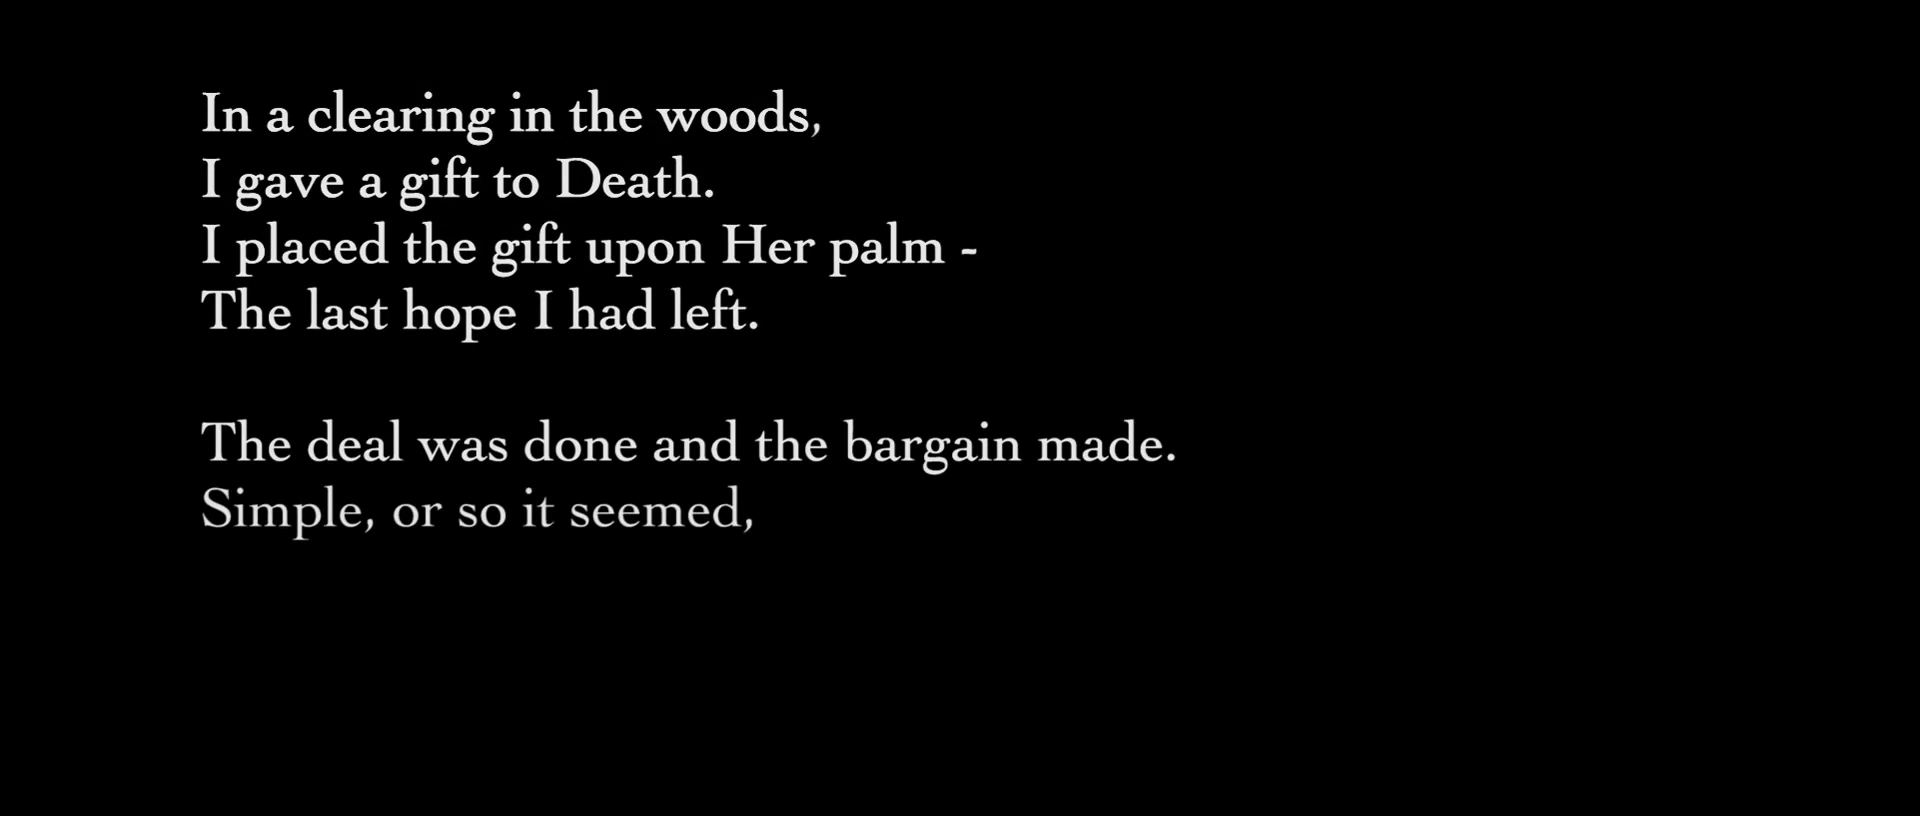 In a clearing in the woods,
I gave a gift to Death.
I placed the gift upon Her palm -
The last hope I had left.
The deal was done and the bargain made.
Simple, or so it seemed,